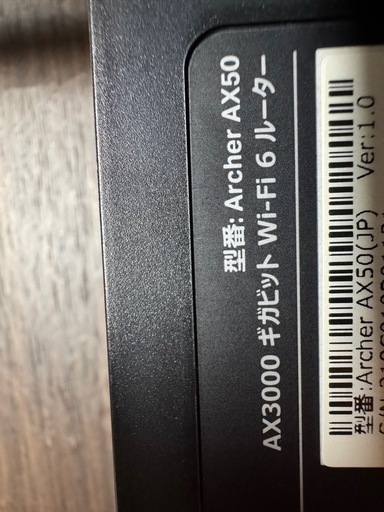 型番: Archer AX50
AX3000 ギガビット Wi-Fi 6 ルーター
型番:Archer AX50(JP) Ver:1.0